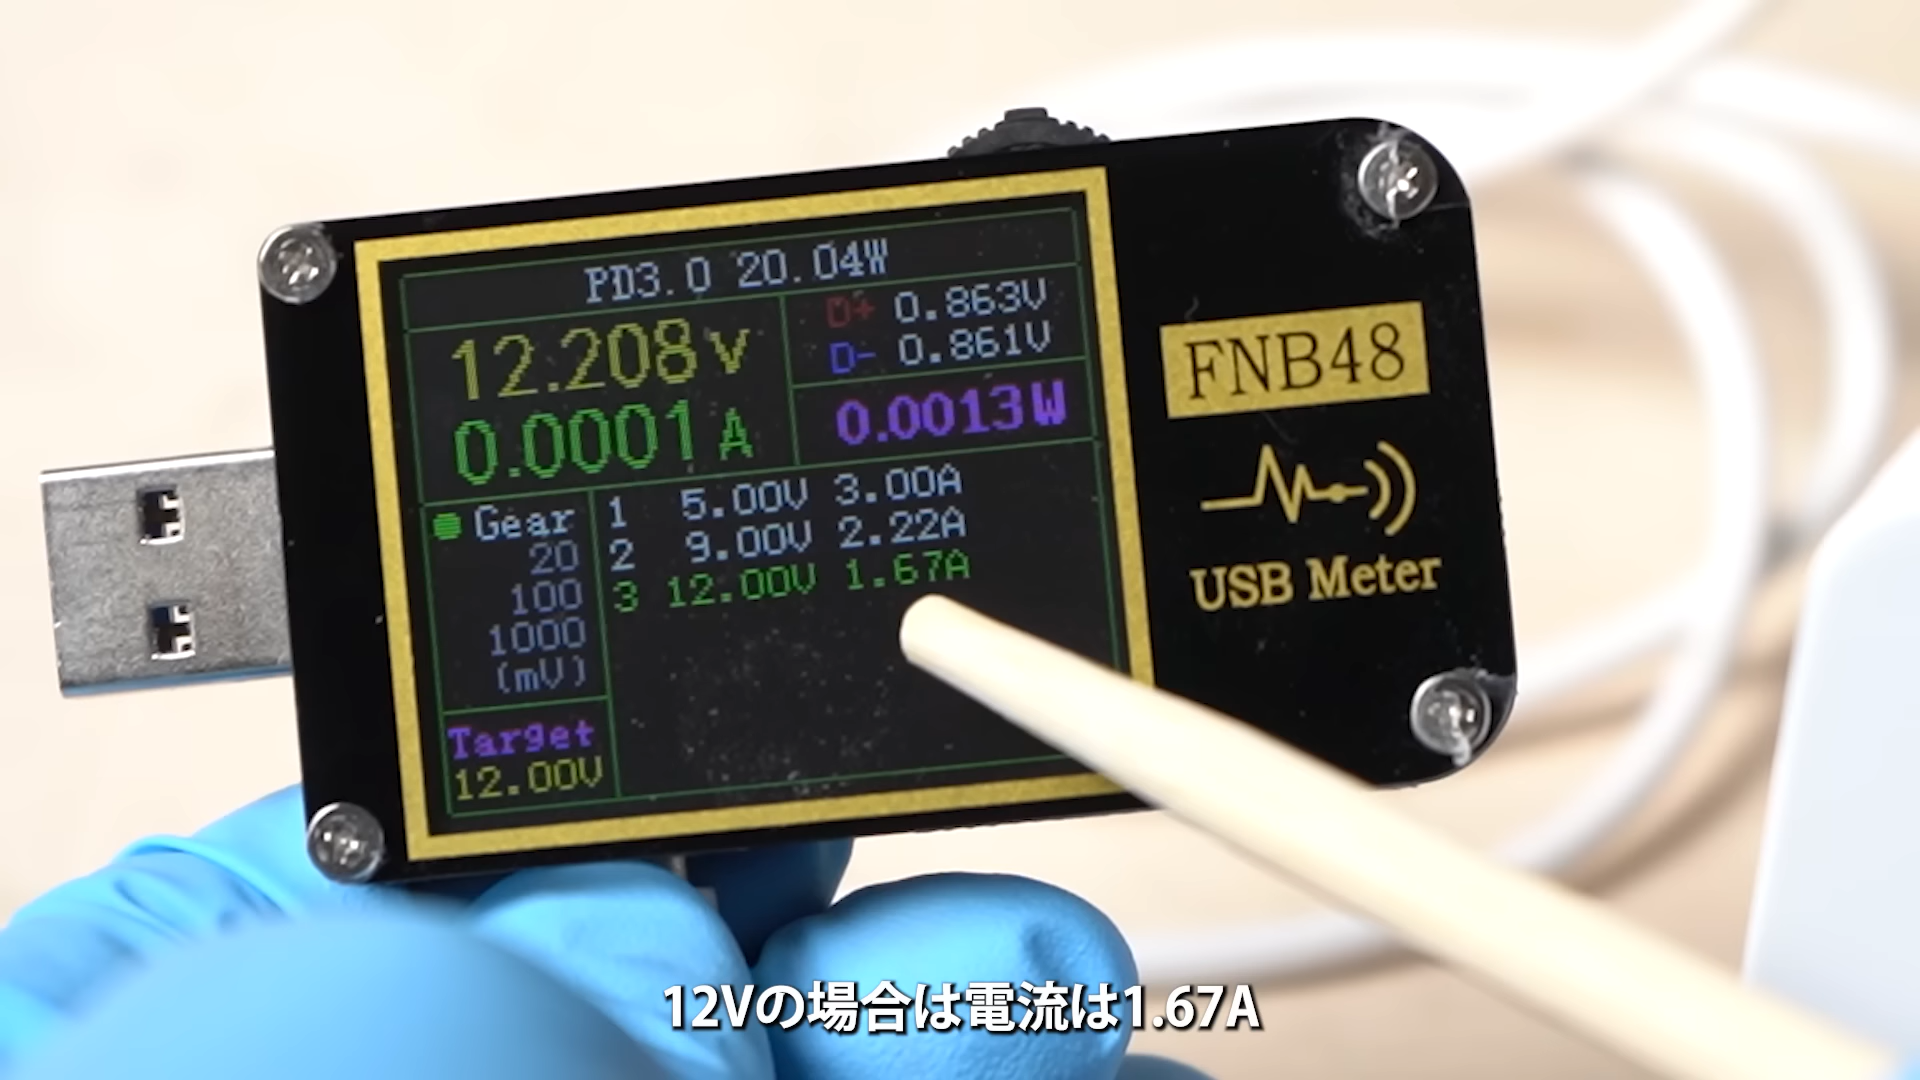 PD3.0 20.04W
12.208V
0.0001A
D+ 0.863V
D- 0.861V
0.0013W
Gear
20
100
1000
(mV)
Target
12.00V
1 5.00V 3.00A
2 9.00V 2.22A
3 12.00V 1.67A
FNB48
USB Meter
12Vの場合は電流は1.67A